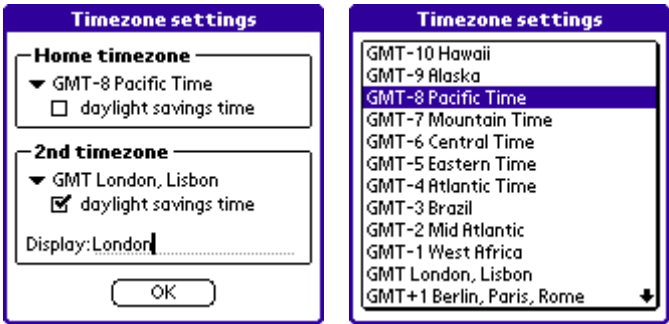 Timezone settings
Home timezone
GMT-8 Pacific Time
daylight savings time
2nd timezone
GMT London, Lisbon
daylight savings time
Display: London
OK
Timezone settings
GMT-10 Hawaii
GMT-9 Alaska
GMT-8 Pacific Time
GMT-7 Mountain Time
GMT-6 Central Time
GMT-5 Eastern Time
GMT-4 Atlantic Time
GMT-3 Brazil
GMT-2 Mid Atlantic
GMT-1 West Africa
GMT London, Lisbon
GMT+1 Berlin, Paris, Rome